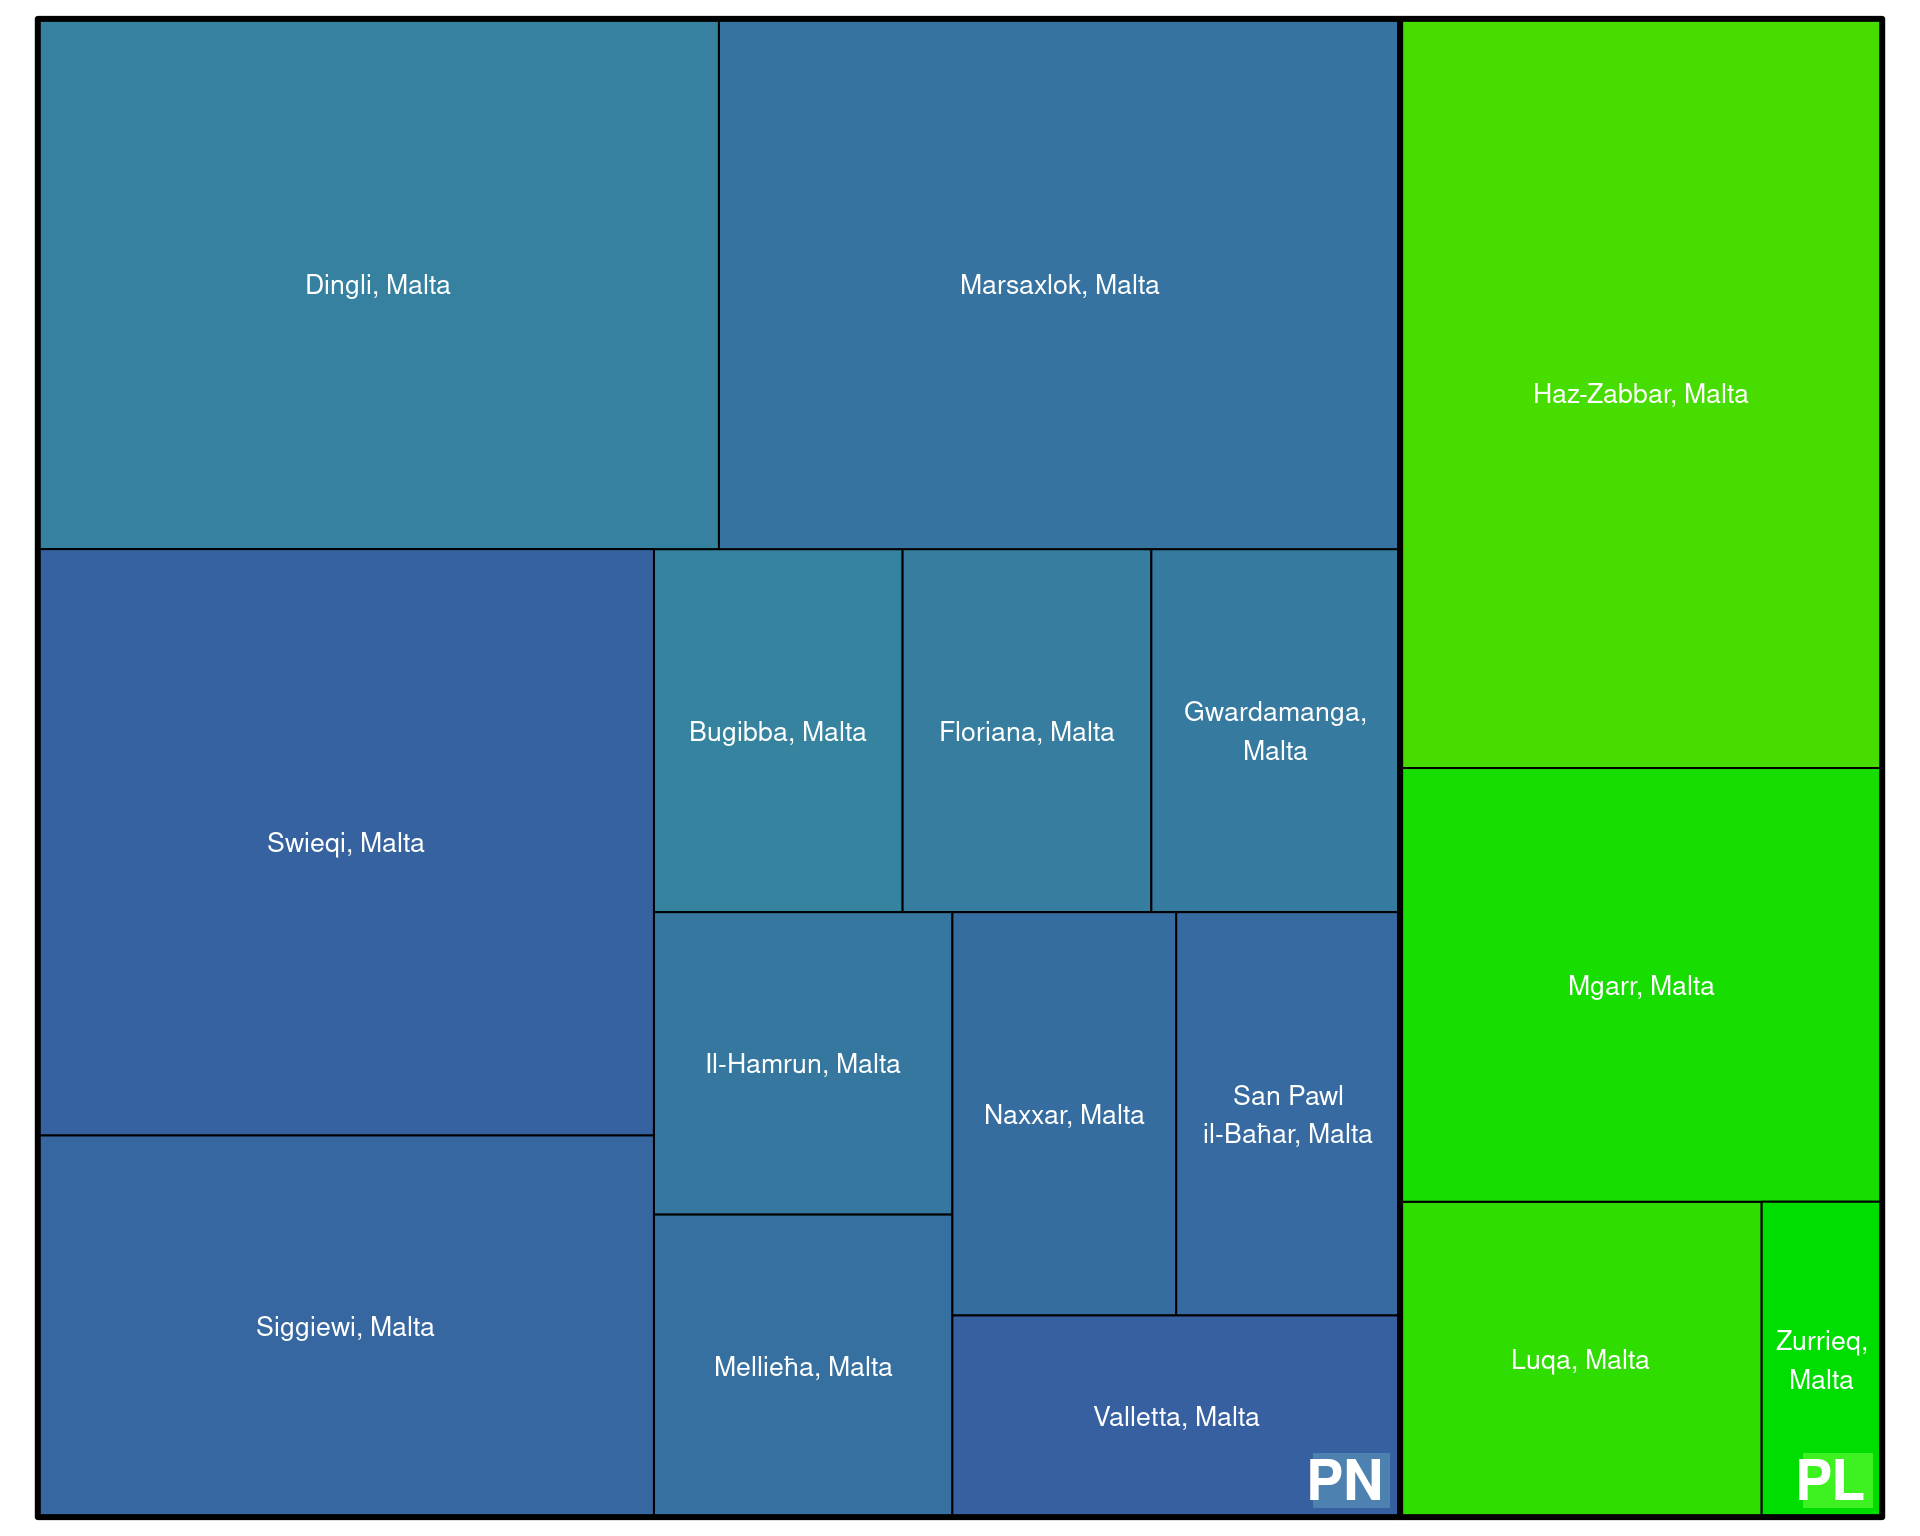 Dingli, Malta
Marsaxlok, Malta
Haz-Zabbar, Malta
Swieqi, Malta
Bugibba, Malta
Floriana, Malta
Gwardamanga,
Malta
Il-Hamrun, Malta
Naxxar, Malta
San Pawl
il-Baħar, Malta
Mgarr, Malta
Siggiewi, Malta
Mellieħa, Malta
Valletta, Malta
Luqa, Malta
Zurrieq,
Malta
PN
PL